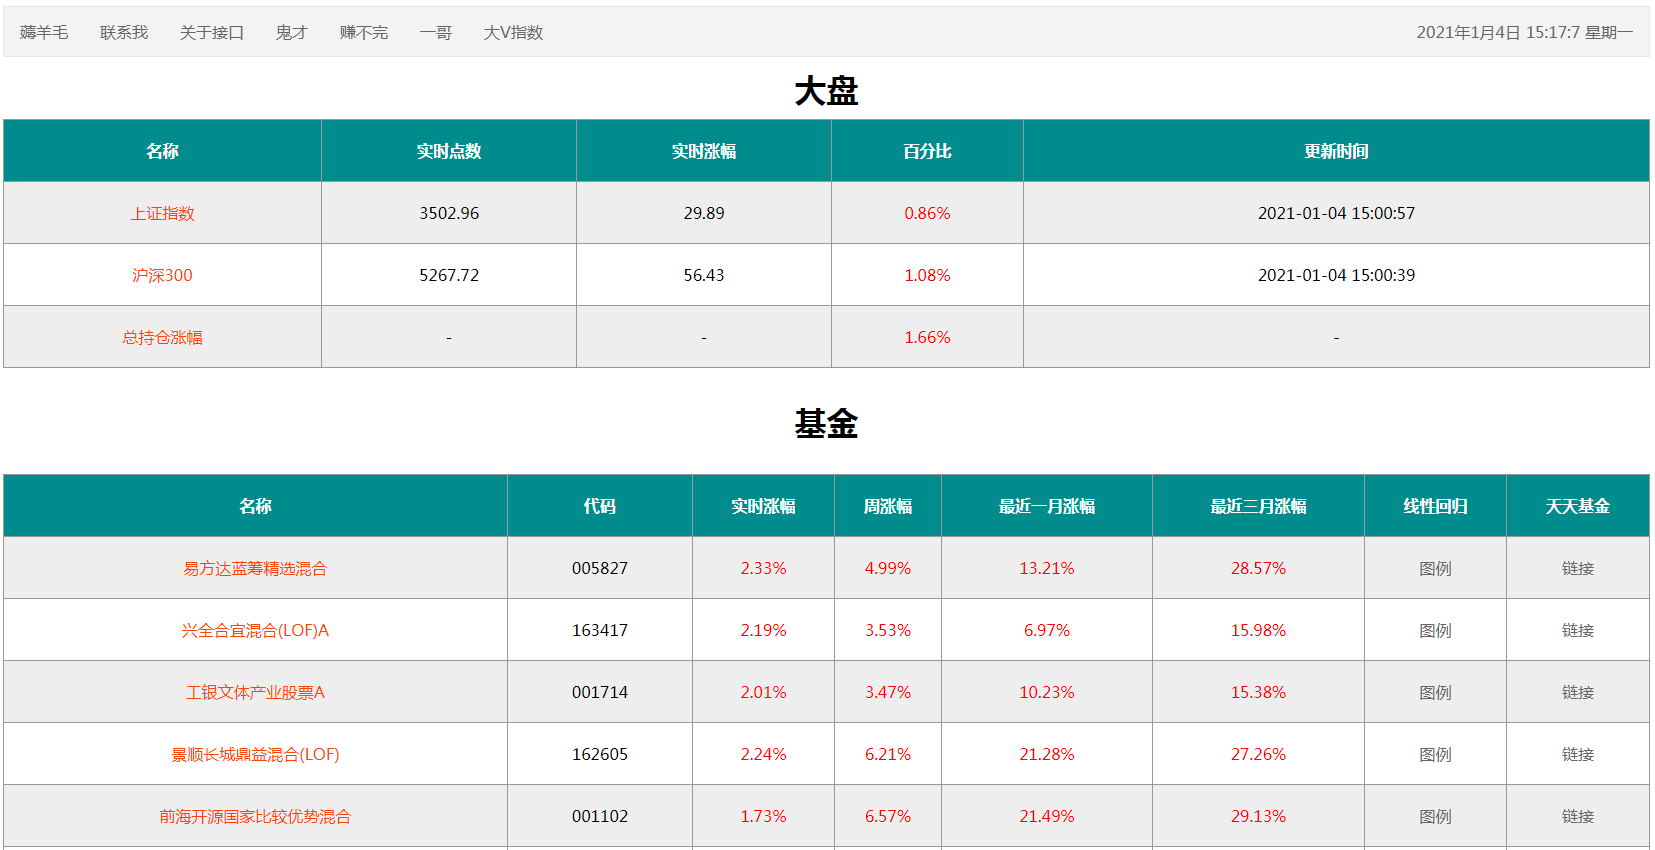 薅羊毛 联系我 关于接口 鬼才 赚不完 一哥 大V指数 2021年1月4日 15:17:7 星期一
大盘
名称 实时点数 实时涨幅 百分比 更新时间
上证指数 3502.96 29.89 0.86% 2021-01-04 15:00:57
沪深300 5267.72 56.43 1.08% 2021-01-04 15:00:39
总持仓涨幅 - - 1.66% -
基金
名称 代码 实时涨幅 周涨幅 最近一月涨幅 最近三月涨幅 线性回归 天天基金
易方达蓝筹精选混合 005827 2.33% 4.99% 13.21% 28.57% 图例 链接
兴全合宜混合(LOF)A 163417 2.19% 3.53% 6.97% 15.98% 图例 链接
工银文体产业股票A 001714 2.01% 3.47% 10.23% 15.38% 图例 链接
景顺长城鼎益混合(LOF) 162605 2.24% 6.21% 21.28% 27.26% 图例 链接
前海开源国家比较优势混合 001102 1.73% 6.57% 21.49% 29.13% 图例 链接